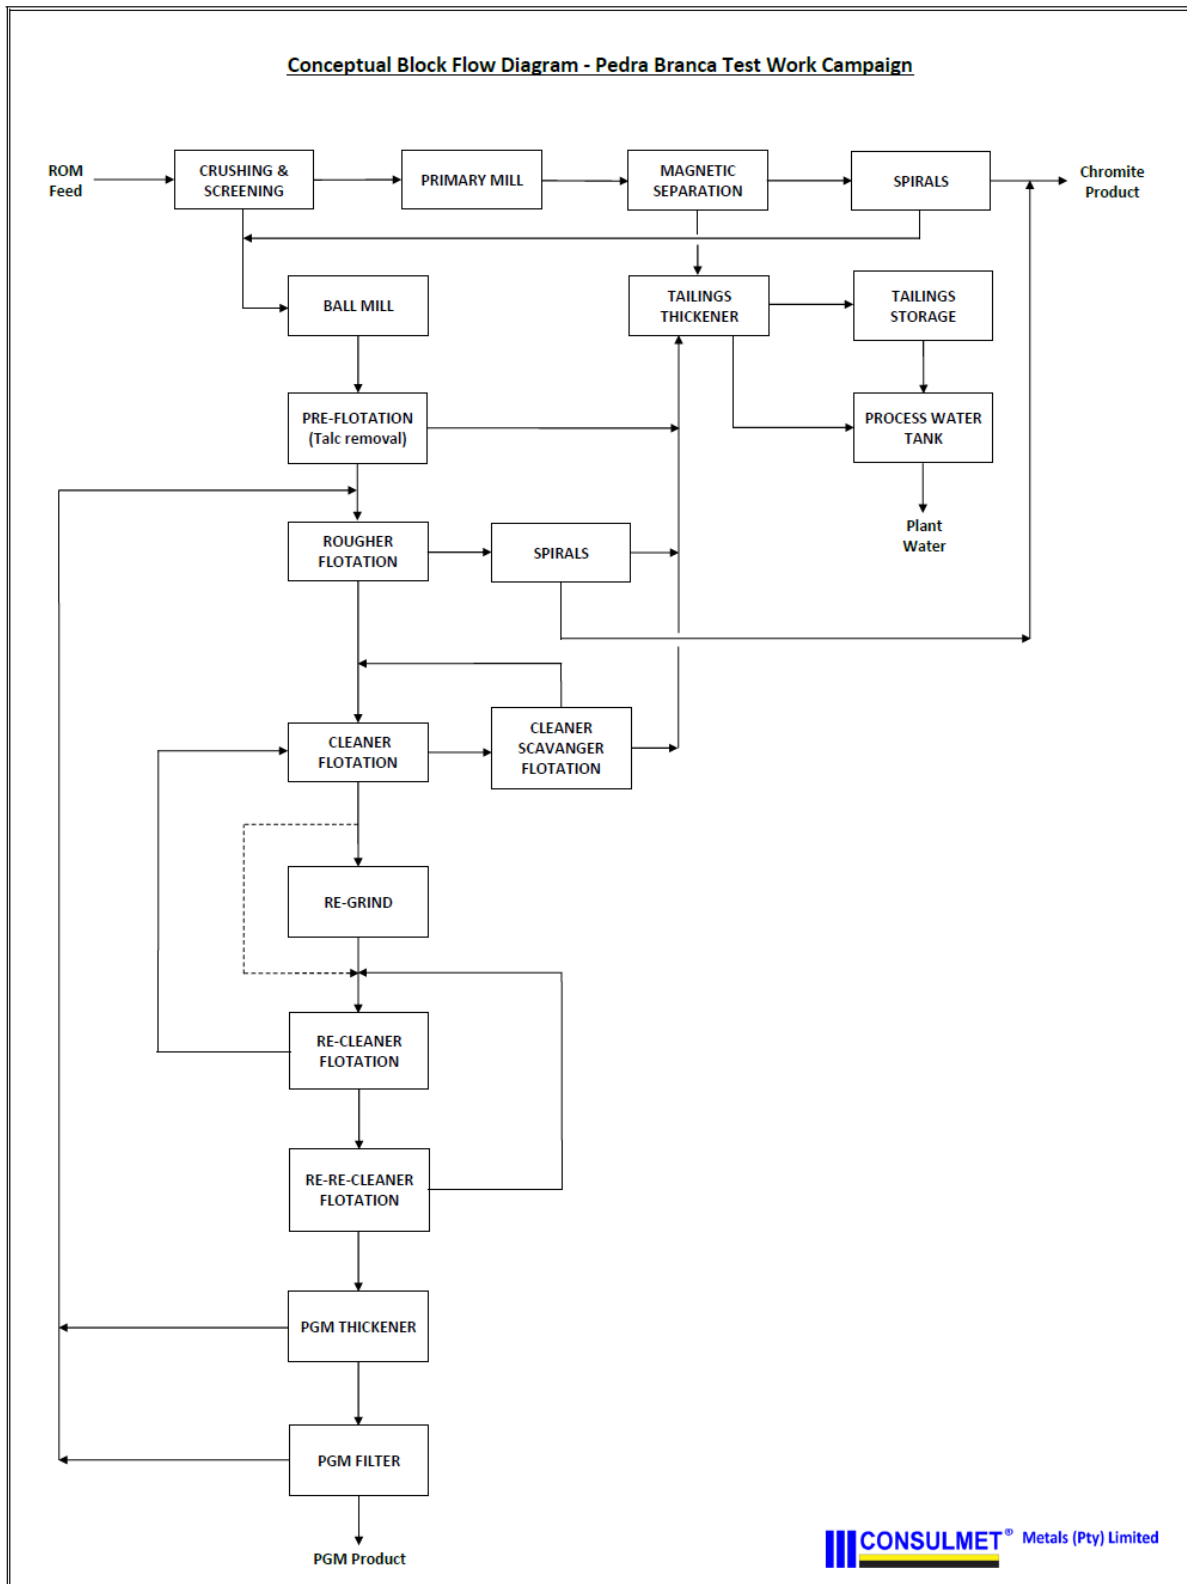 Conceptual Block Flow Diagram - Pedra Branca Test Work Campaign
ROM
Feed
CRUSHING &
SCREENING
PRIMARY MILL
MAGNETIC
SEPARATION
SPIRALS
Chromite
Product
BALL MILL
TAILINGS
THICKENER
TAILINGS
STORAGE
PRE-FLOTATION
(Talc removal)
PROCESS WATER
TANK
Plant
Water
ROUGHER
FLOTATION
SPIRALS
CLEANER
FLOTATION
CLEANER
SCAVANGER
FLOTATION
RE-GRIND
RE-CLEANER
FLOTATION
RE-RE-CLEANER
FLOTATION
PGM THICKENER
PGM FILTER
PGM Product
CONSULMET® Metals (Pty) Limited